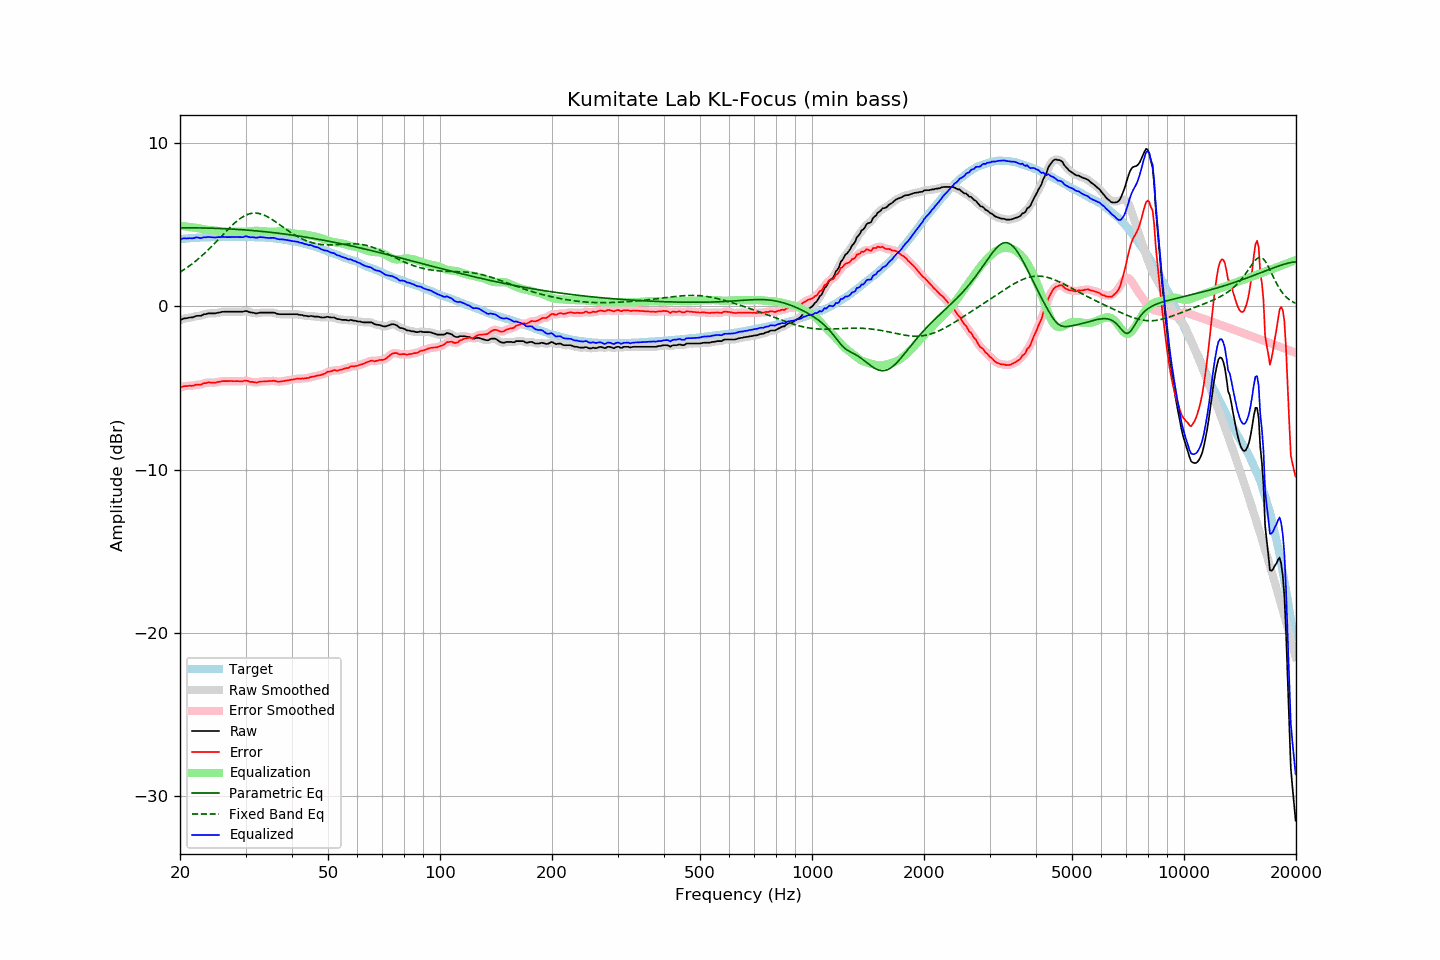 Kumitate Lab KL-Focus (min bass)
10
0
−10
−20
−30
Amplitude (dBr)
Target
Raw Smoothed
Error Smoothed
Raw
Error
Equalization
Parametric Eq
Fixed Band Eq
Equalized
20 50 100 200 500 1000 2000 5000 10000 20000
Frequency (Hz)